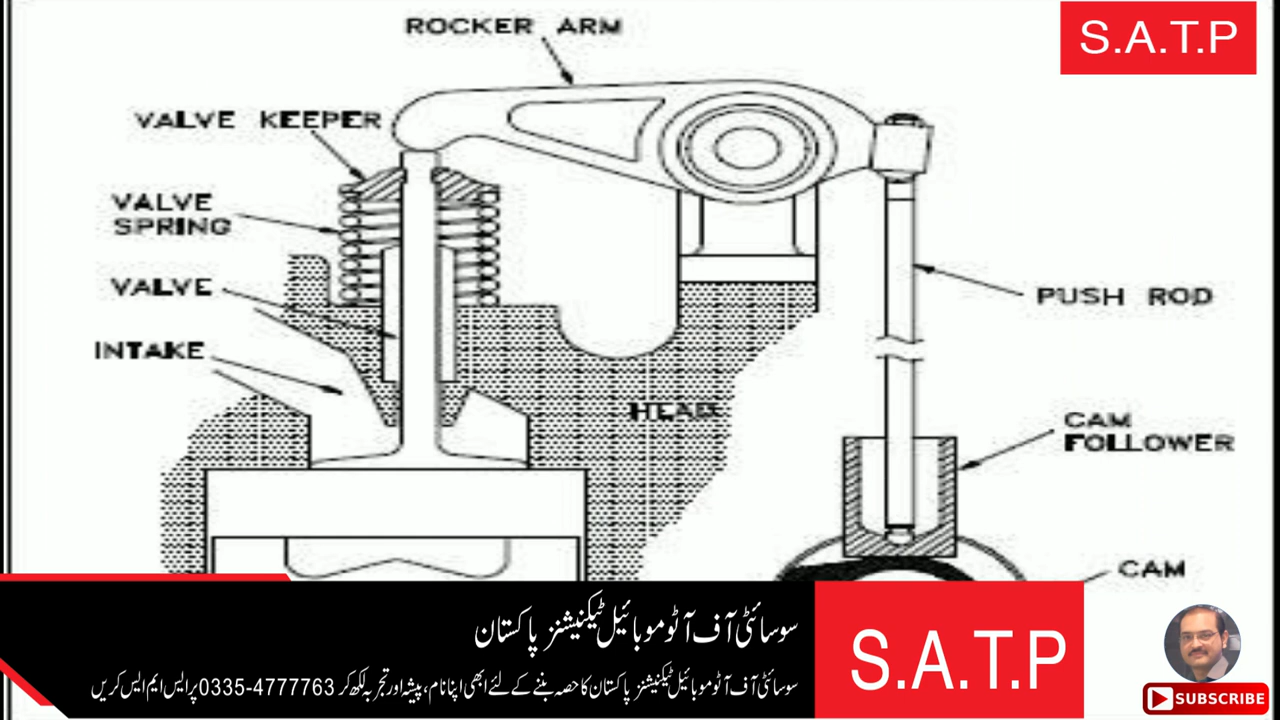 ROCKER ARM
S.A.T.P
VALVE KEEPER
VALVE
SPRING
VALVE
PUSH ROD
INTAKE
HEAD
CAM
FOLLOWER
CAM
سوسائٹی آف آٹوموبائیل ٹیکنیشنز پاکستان
سوسائٹی آف آٹوموبائیل ٹیکنیشنز پاکستان کا حصہ بننے کے لئے ابھی اپنا نام، پیشہ اور تجربہ لکھ کر 0335-4777763 پر ایس ایم ایس کریں
S.A.T.P
SUBSCRIBE